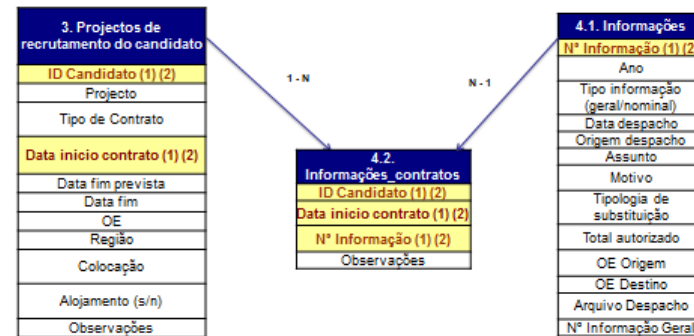 3. Projectos de
recrutamento do candidato
ID Candidato (1) (2)
Projecto
Tipo de Contrato
Data inicio contrato (1) (2)
Data fim prevista
Data fim
OE
Região
Colocação
Alojamento (s/n)
Observações
1 - N
4.2.
Informações_contratos
ID Candidato (1) (2)
Data inicio contrato (1) (2)
Nº Informação (1) (2)
Observações
N - 1
4.1. Informações
Nº Informação (1) (2
Ano
Tipo informação
(geral/nominal)
Data despacho
Origem despacho
Assunto
Motivo
Tipologia de
substituição
Total autorizado
OE Origem
OE Destino
Arquivo Despacho
Nº Informação Geral